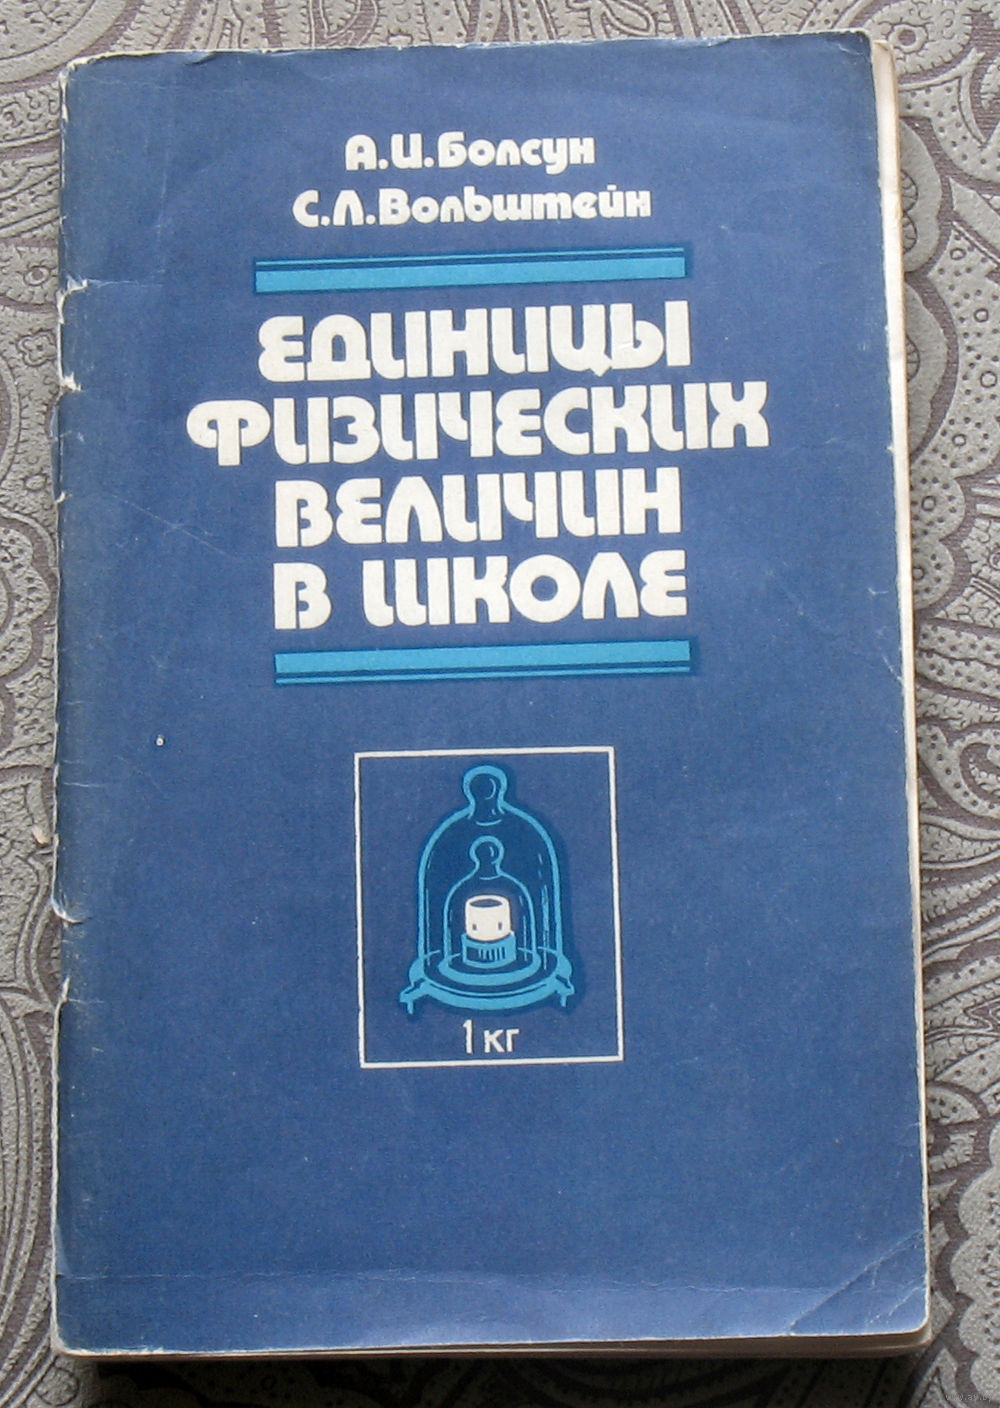 А.И.Болсун
С.Л.Вольштейн
ЕДИНИЦЫ
ФИЗИЧЕСКИХ
ВЕЛИЧИН
В ШКОЛЕ
1 кг